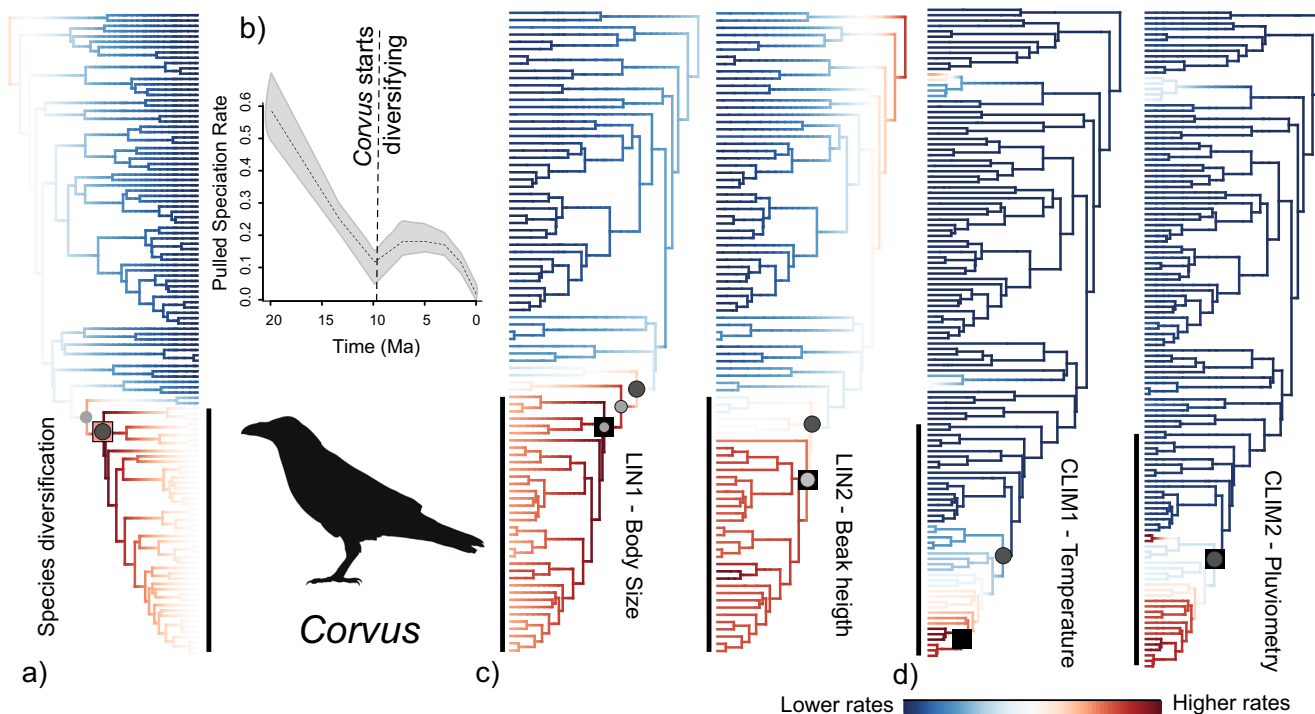 b)
Corvus starts
diversifying
Pulled Speciation Rate
0.6
0.5
0.4
0.3
0.2
0.1
0.0
20
15
10
5
0
Time (Ma)
Species diversification
Corvus
LIN1 - Body Size
LIN2 - Beak heigth
CLIM1 - Temperature
CLIM2 - Pluviometry
a)
c)
d)
Lower rates
Higher rates